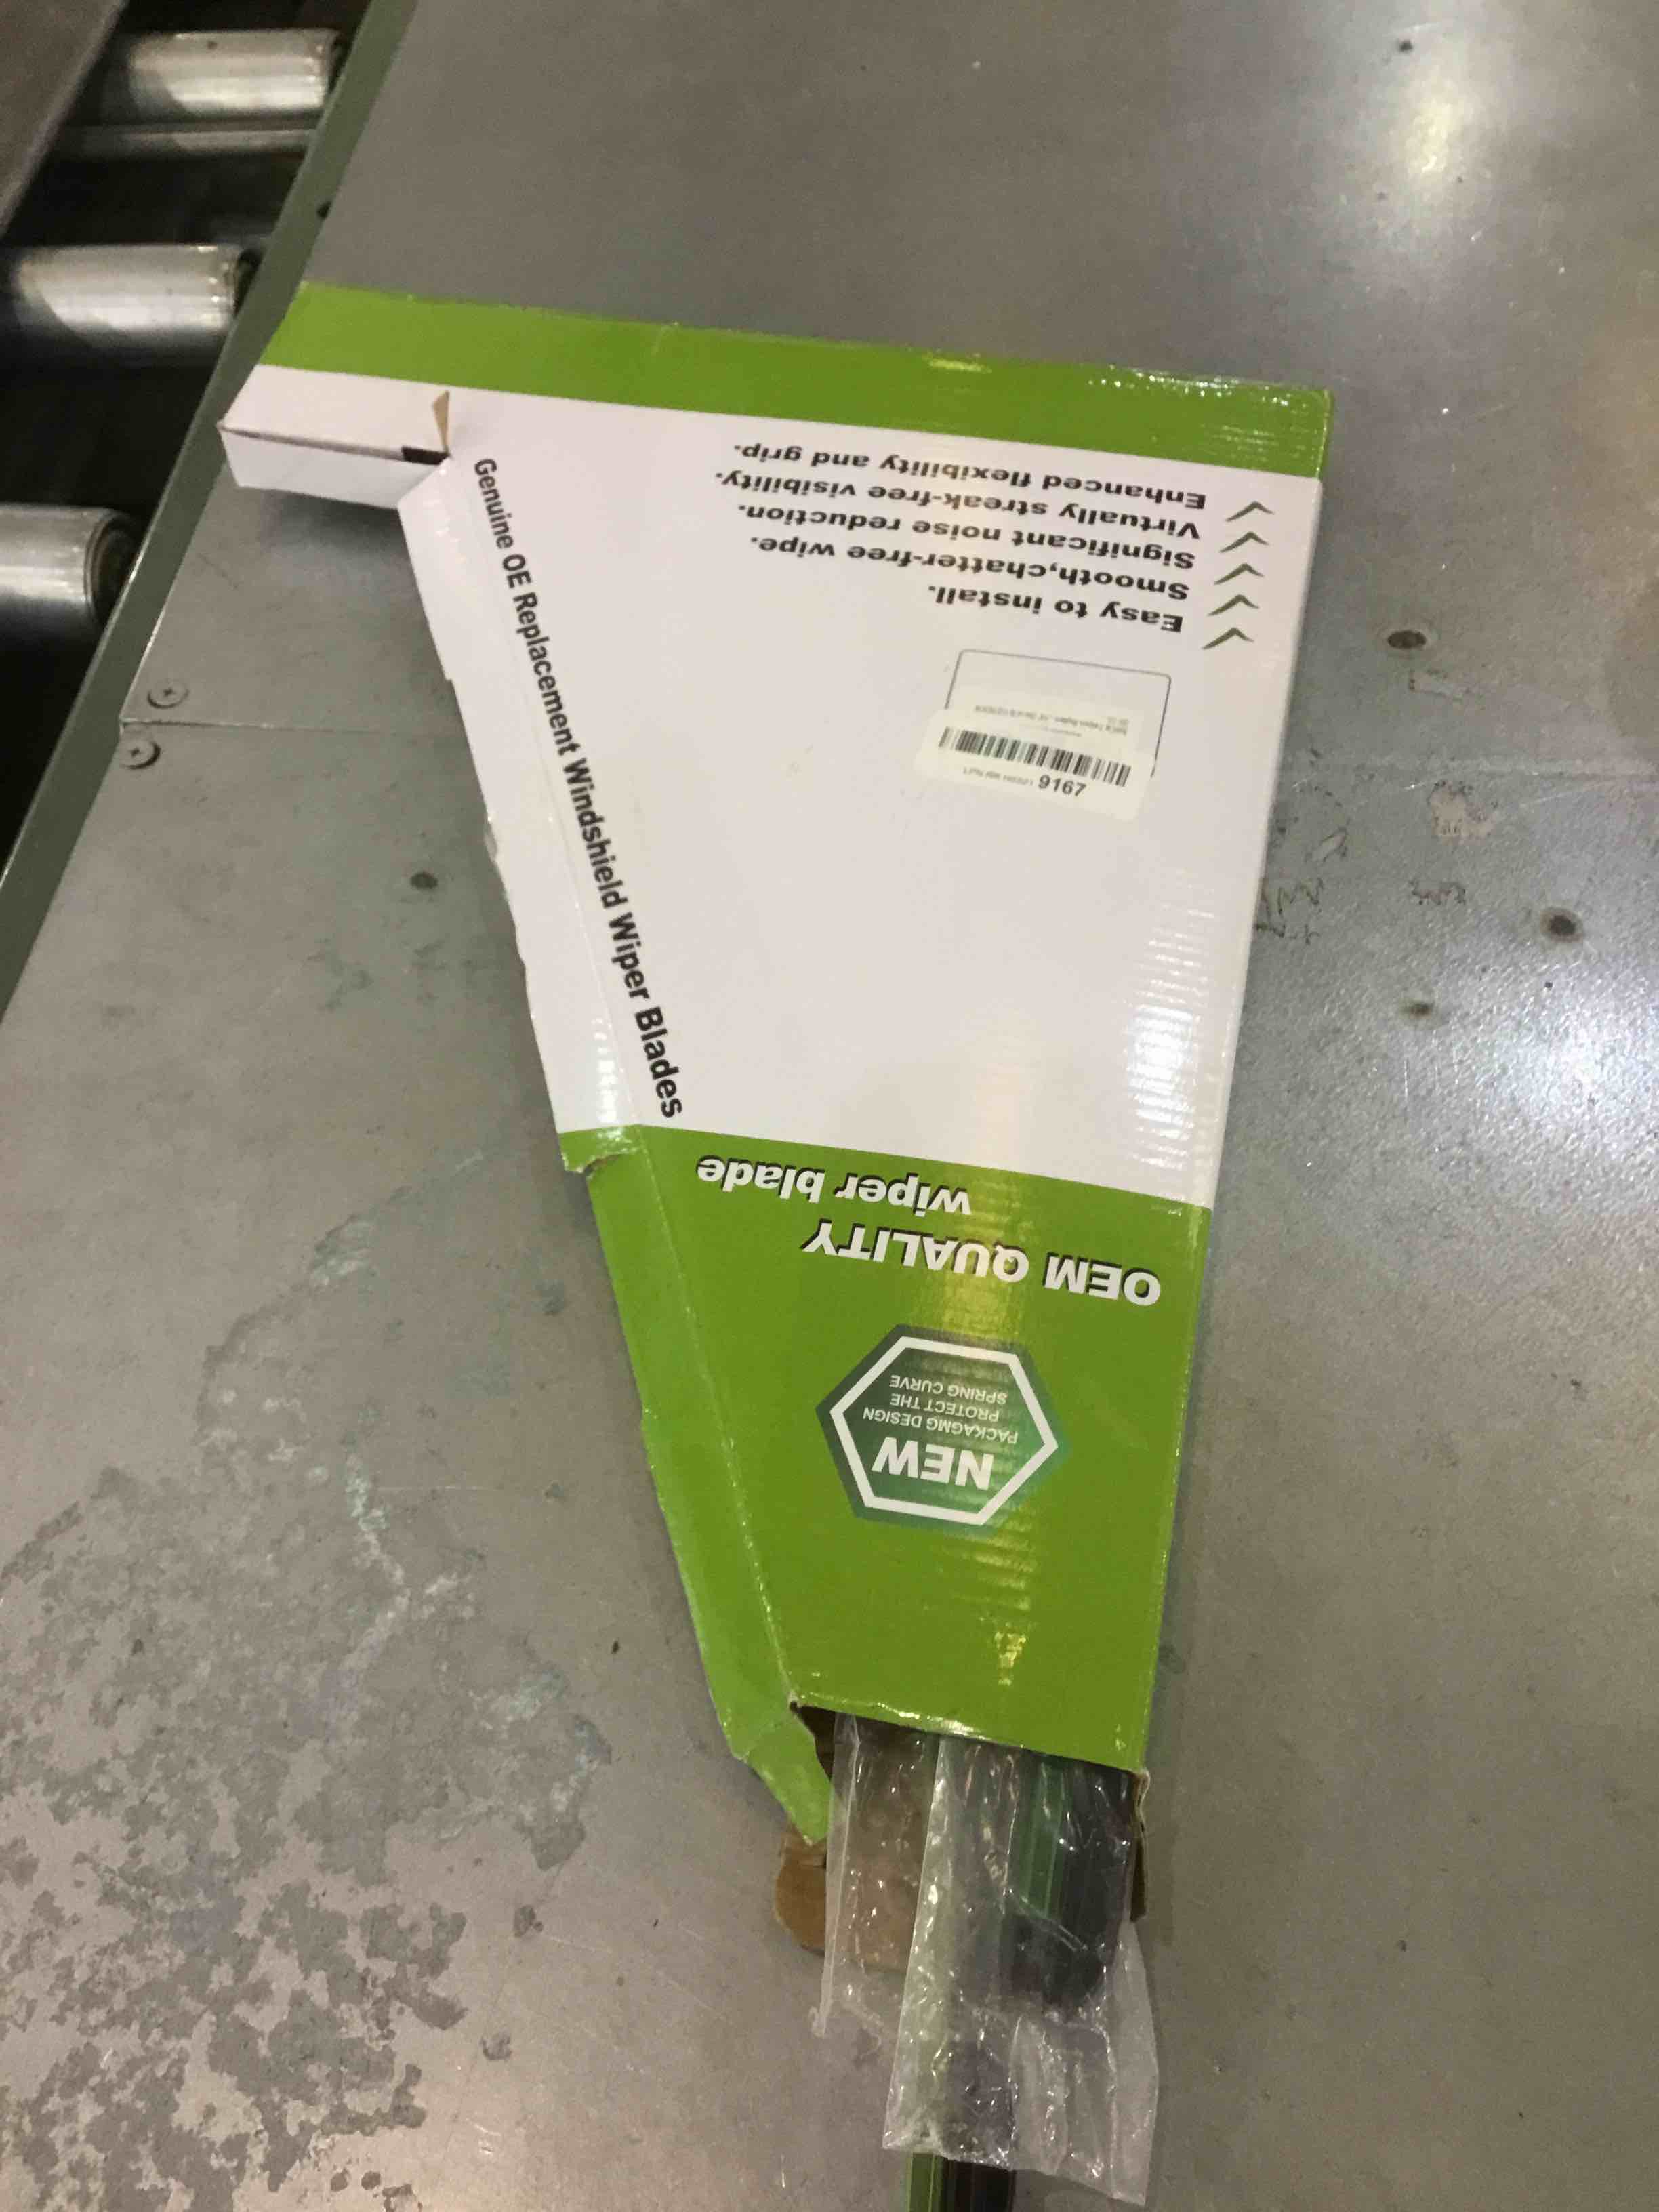 NEW
PACKAGMG DESIGN
PROTECT THE
SPRING CURVE
OEM QUALITY
wiper blade
Genuine OE Replacement Windshield Wiper Blades
9167
Easy to install.
Smooth,chatter-free wipe.
Significant noise reduction.
Virtually streak-free visibility.
Enhanced flexibility and grip.